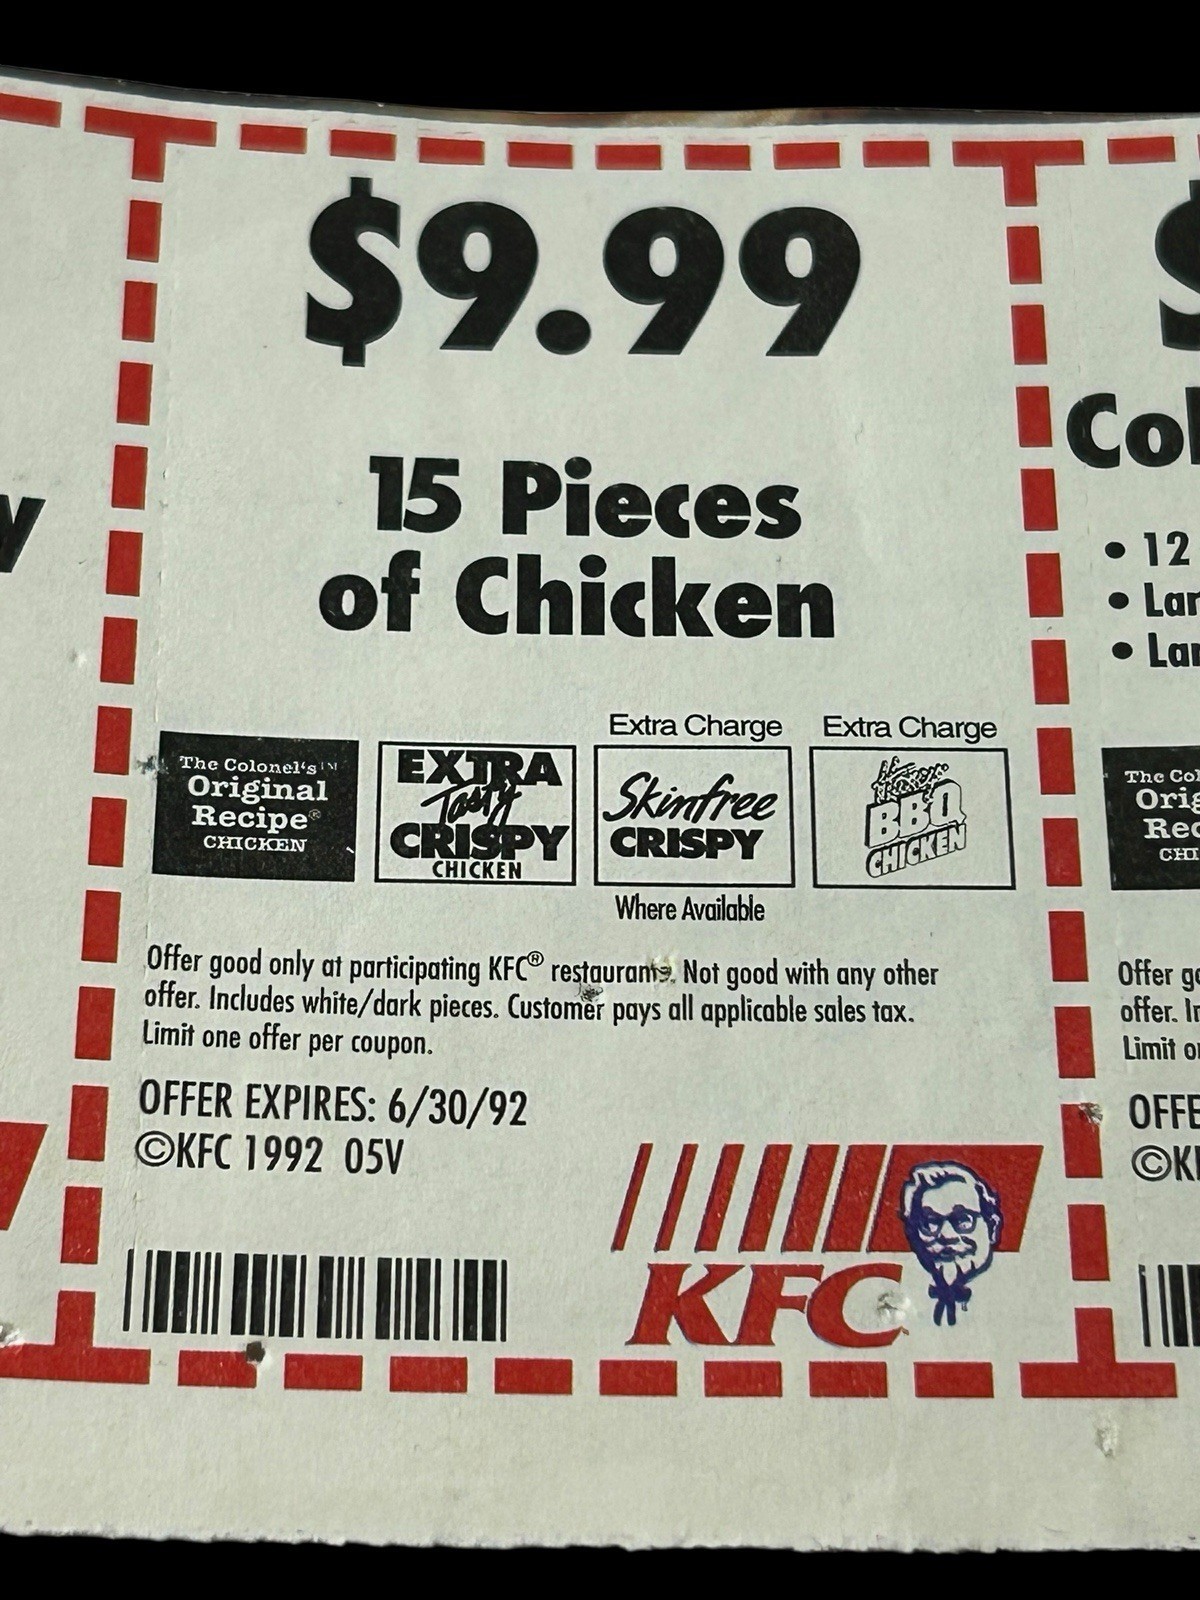 $9.99
15 Pieces
of Chicken
Extra Charge
Extra Charge
The Colonel's™
Original
Recipe®
CHICKEN
EXTRA
Tasty
CRISPY
CHICKEN
Skinfree
CRISPY
BBQ
CHICKEN
Where Available
Offer good only at participating KFC® restaurants. Not good with any other
offer. Includes white/dark pieces. Customer pays all applicable sales tax.
Limit one offer per coupon.
OFFER EXPIRES: 6/30/92
©KFC 1992 05V
KFC
y
$
Col
• 12
• Lar
• Lar
The Col
Orig
Rec
CHI
Offer go
offer. In
Limit o
OFFE
©K